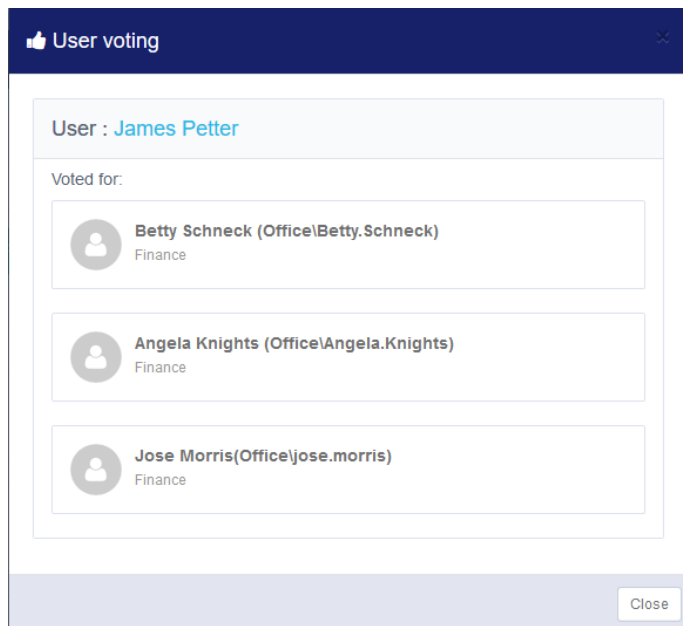 User voting
User : James Petter
Voted for:
Betty Schneck (Office\Betty.Schneck)
Finance
Angela Knights (Office\Angela.Knights)
Finance
Jose Morris(Office\jose.morris)
Finance
Close